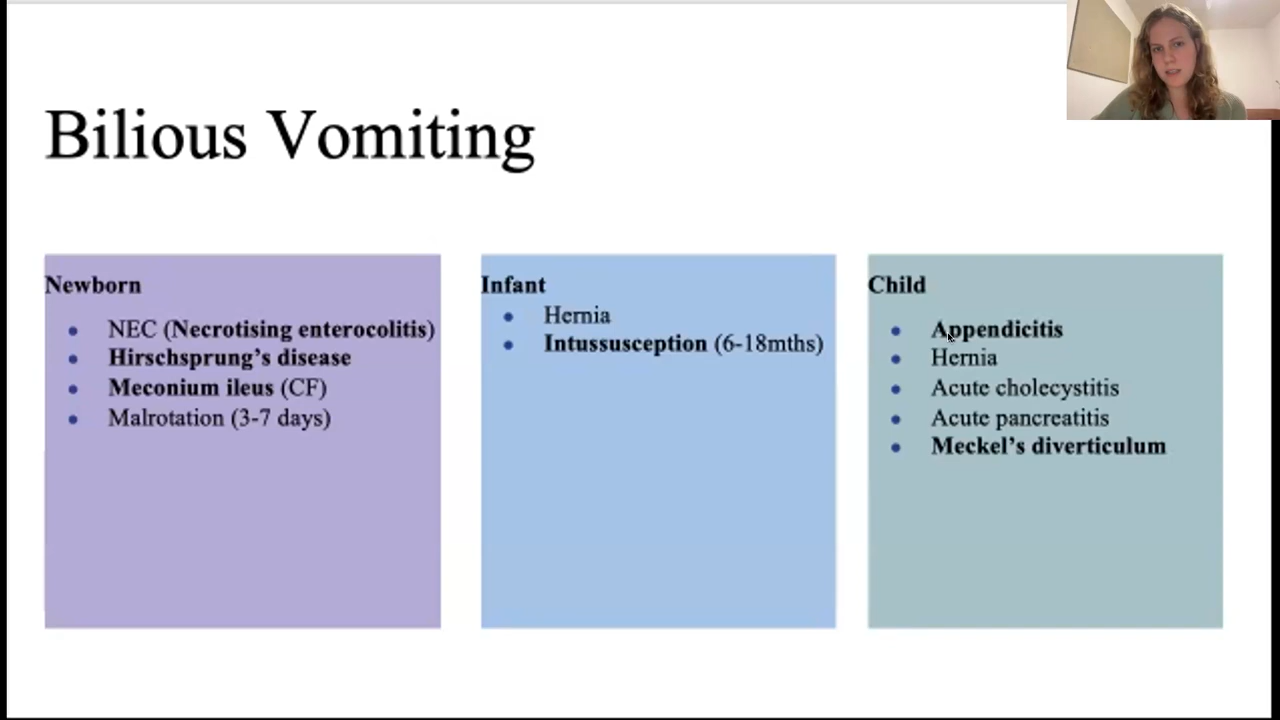 Bilious Vomiting
Newborn
NEC (Necrotising enterocolitis)
Hirschsprung's disease
Meconium ileus (CF)
Malrotation (3-7 days)
Infant
Hernia
Intussusception (6-18mths)
Child
Appendicitis
Hernia
Acute cholecystitis
Acute pancreatitis
Meckel's diverticulum